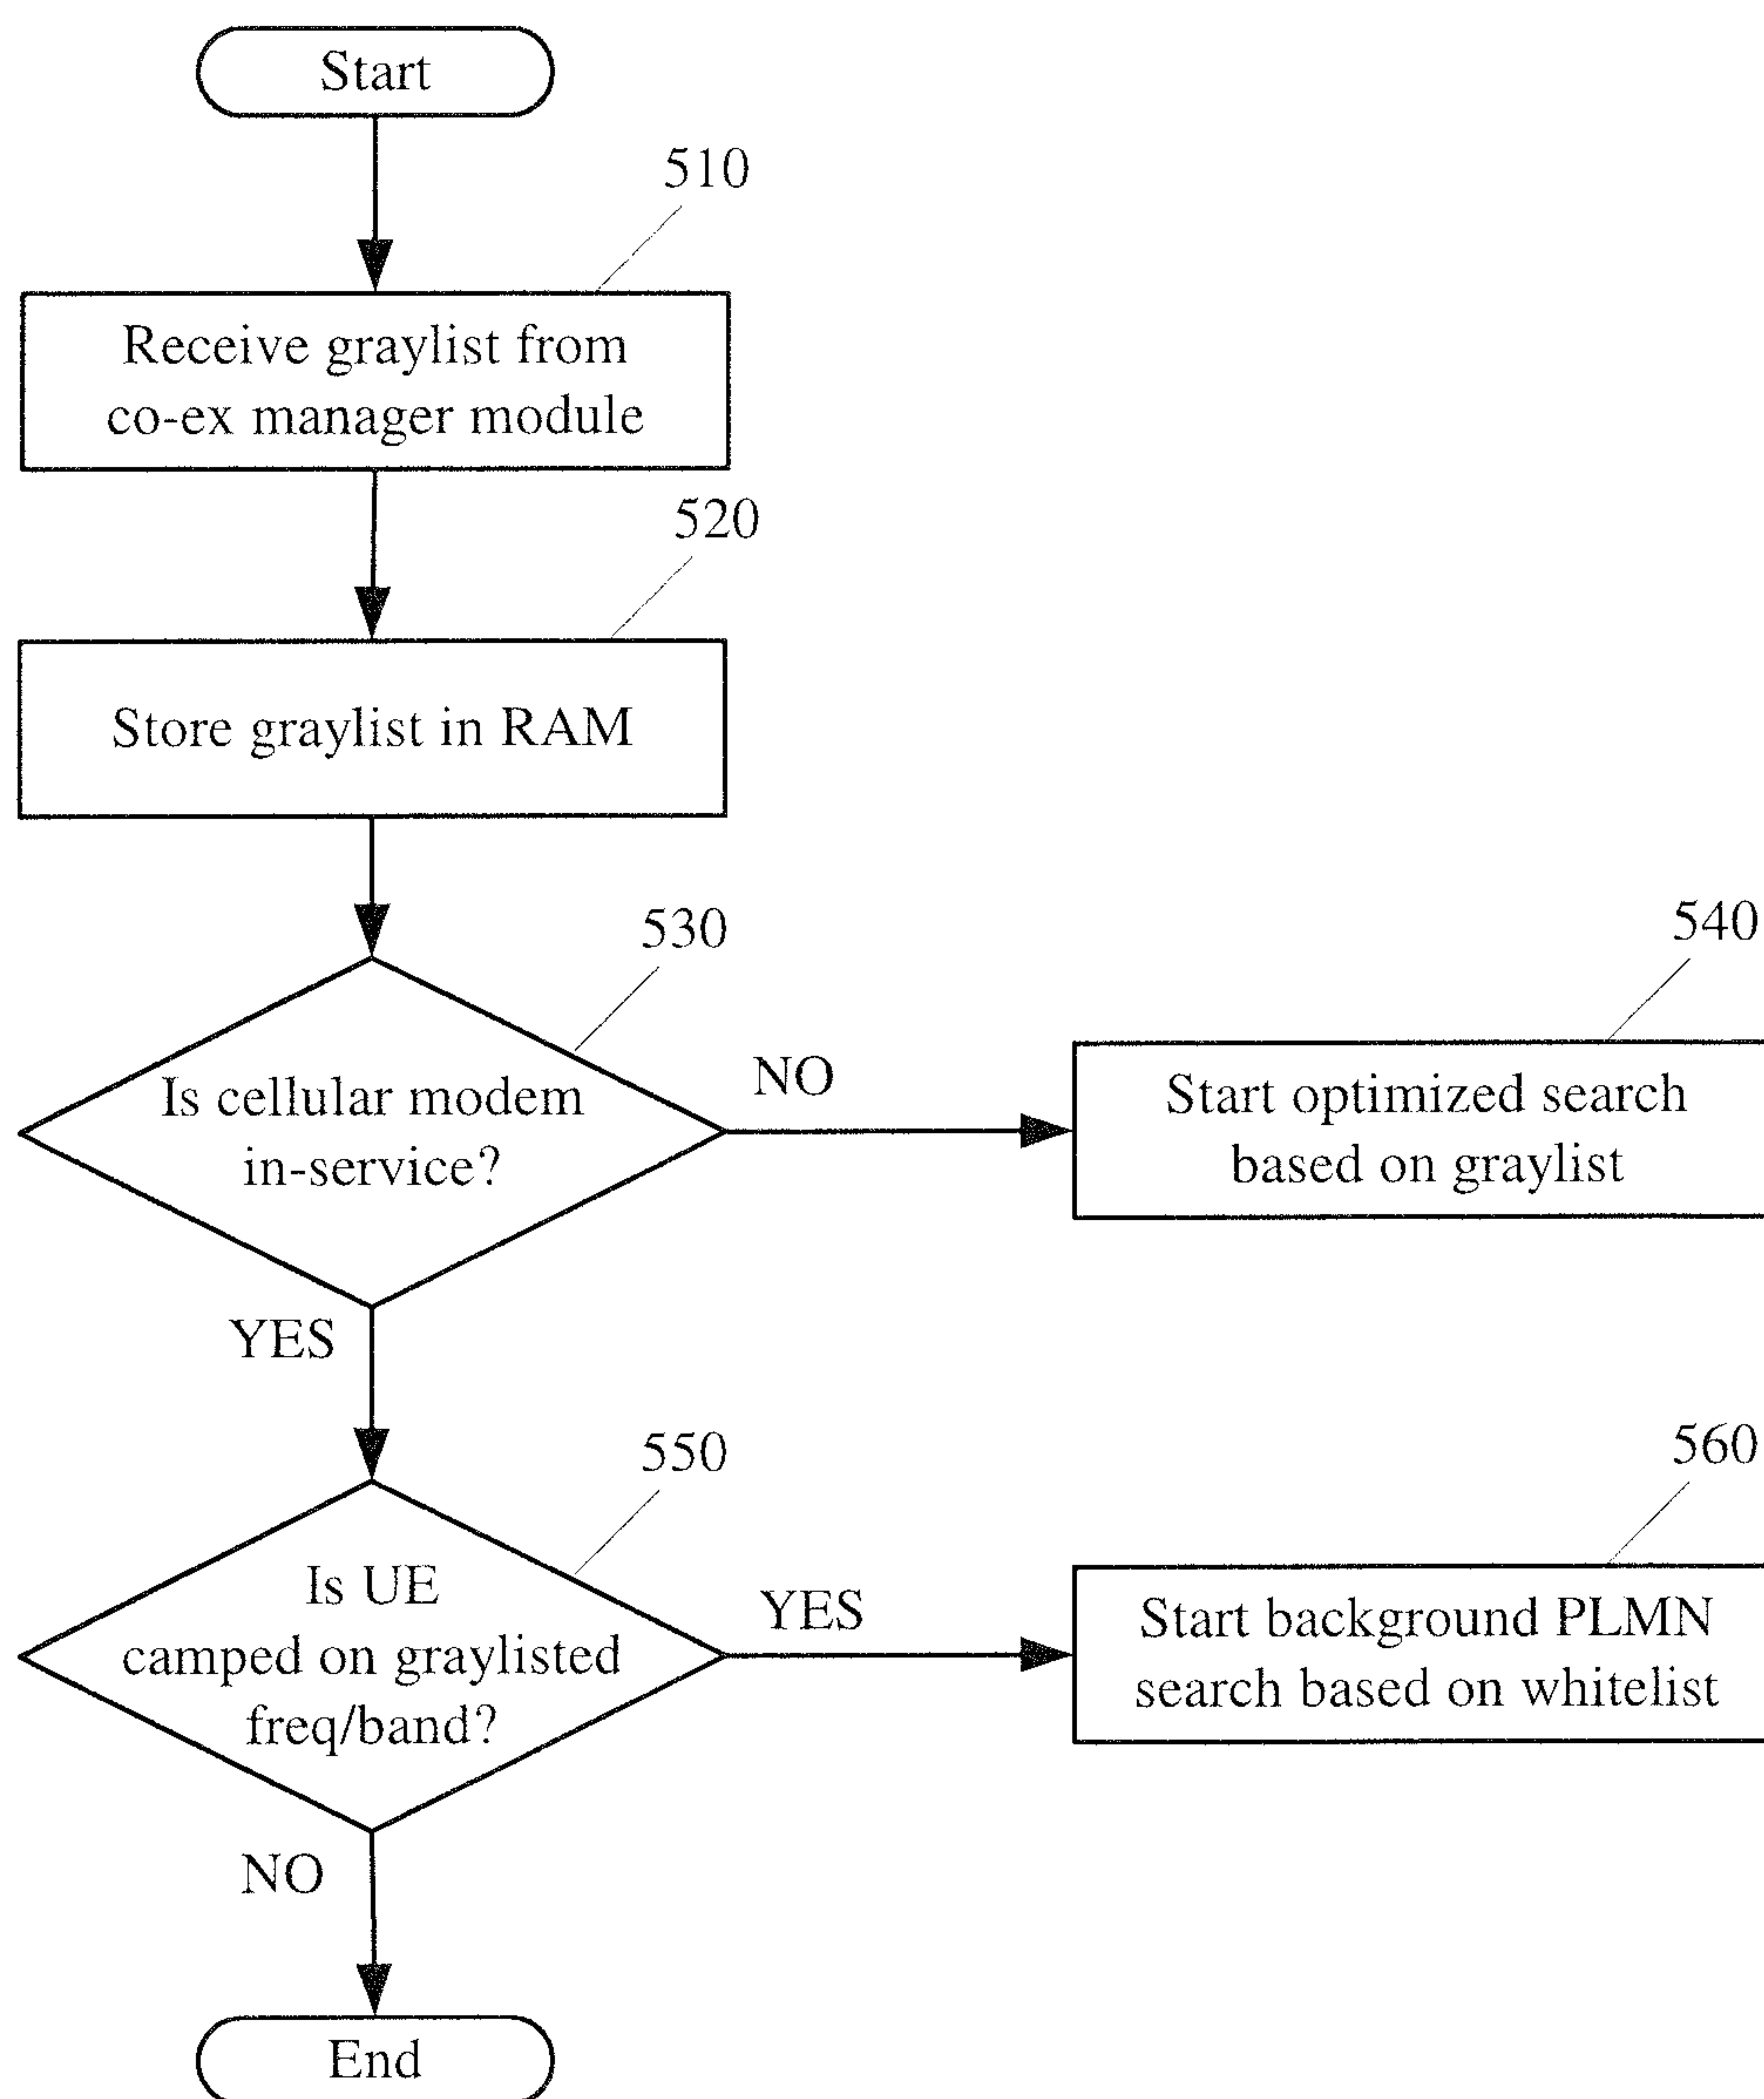 Start
510
Receive graylist from
co-ex manager module
520
Store graylist in RAM
530
Is cellular modem
in-service?
NO
540
Start optimized search
based on graylist
YES
550
Is UE
camped on graylisted
freq/band?
YES
560
Start background PLMN
search based on whitelist
NO
End